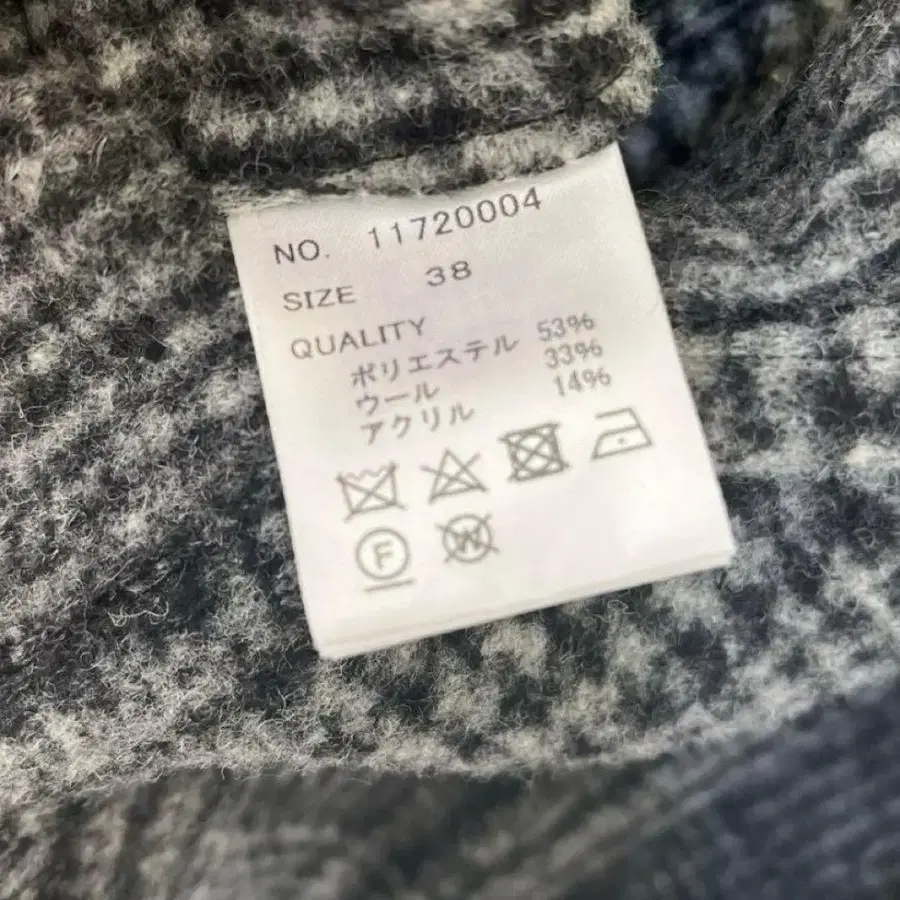 NO. 11720004
SIZE 38
QUALITY
ポリエステル 53%
ウール 33%
アクリル 14%
F W